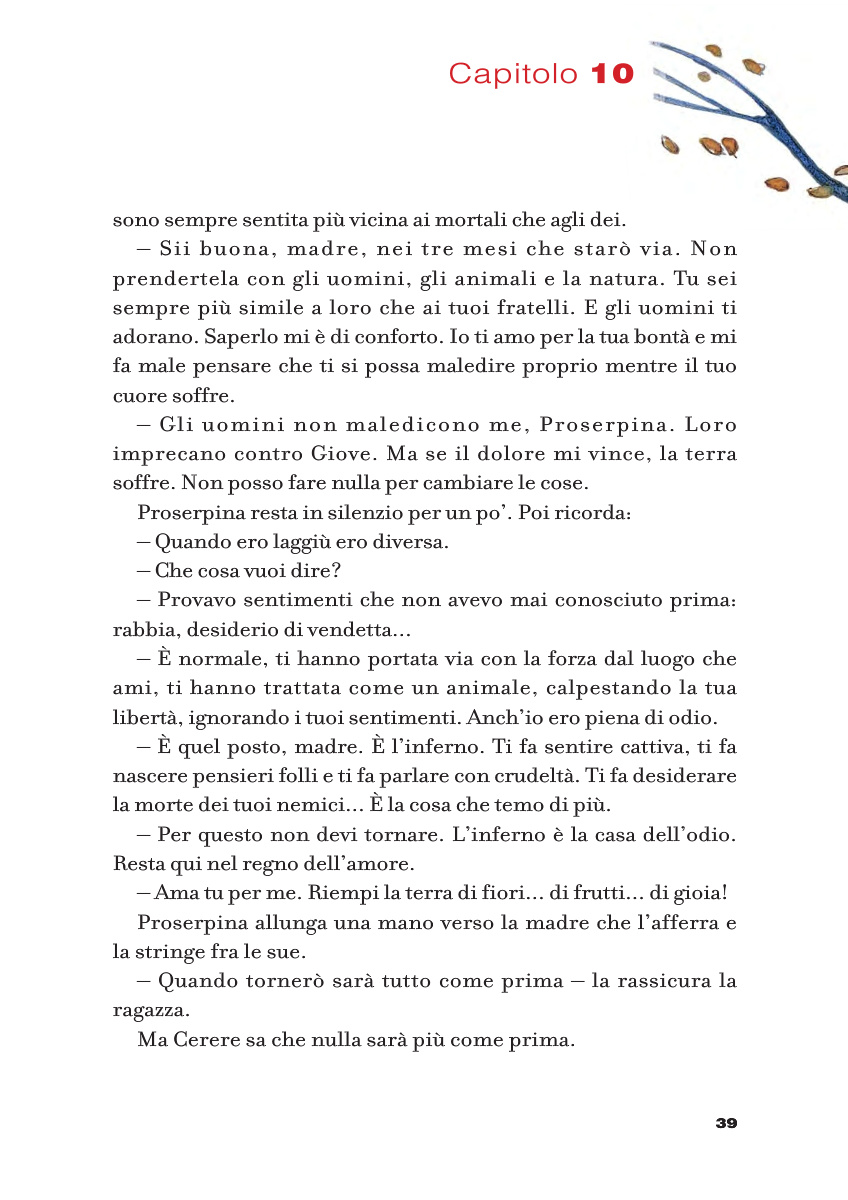 Capitolo 10
sono sempre sentita più vicina ai mortali che agli dei.
– Sii buona, madre, nei tre mesi che starò via. Non
prendertela con gli uomini, gli animali e la natura. Tu sei
sempre più simile a loro che ai tuoi fratelli. E gli uomini ti
adorano. Saperlo mi è di conforto. Io ti amo per la tua bontà e mi
fa male pensare che ti si possa maledire proprio mentre il tuo
cuore soffre.
– Gli uomini non maledicono me, Proserpina. Loro
imprecano contro Giove. Ma se il dolore mi vince, la terra
soffre. Non posso fare nulla per cambiare le cose.
Proserpina resta in silenzio per un po’. Poi ricorda:
– Quando ero laggiù ero diversa.
– Che cosa vuoi dire?
– Provavo sentimenti che non avevo mai conosciuto prima:
rabbia, desiderio di vendetta...
– È normale, ti hanno portata via con la forza dal luogo che
ami, ti hanno trattata come un animale, calpestando la tua
libertà, ignorando i tuoi sentimenti. Anch’io ero piena di odio.
– È quel posto, madre. È l’inferno. Ti fa sentire cattiva, ti fa
nascere pensieri folli e ti fa parlare con crudeltà. Ti fa desiderare
la morte dei tuoi nemici... È la cosa che temo di più.
– Per questo non devi tornare. L’inferno è la casa dell’odio.
Resta qui nel regno dell’amore.
– Ama tu per me. Riempi la terra di fiori... di frutti... di gioia!
Proserpina allunga una mano verso la madre che l’afferra e
la stringe fra le sue.
– Quando tornerò sarà tutto come prima – la rassicura la
ragazza.
Ma Cerere sa che nulla sarà più come prima.
39